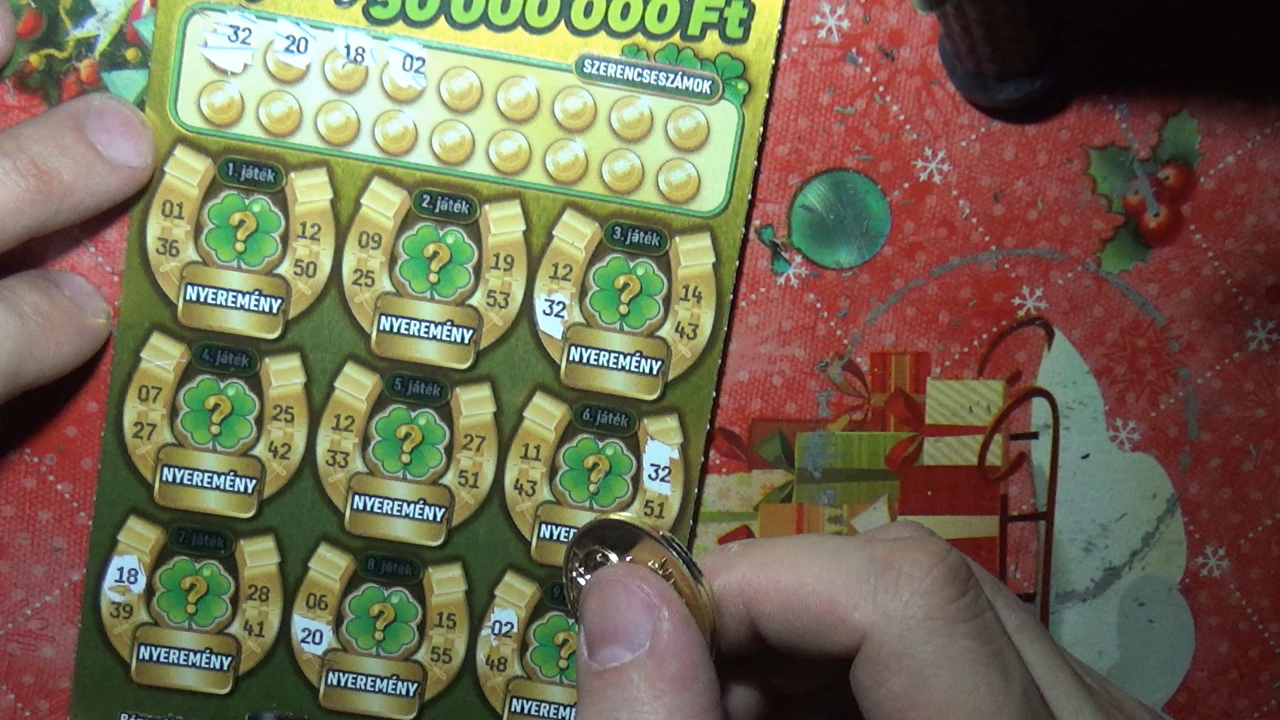 50 000 000 Ft
32 20 18 02
SZERENCSESZÁMOK
1. játék
01 12
36 50
NYEREMÉNY
2. játék
09 19
25 53
NYEREMÉNY
3. játék
12 14
32 43
NYEREMÉNY
4. játék
07 25
27 42
NYEREMÉNY
5. játék
12 27
33 51
NYEREMÉNY
6. játék
11 32
43 51
NYE
7. játék
18 28
39 41
NYEREMÉNY
8. játék
06 15
20 55
NYEREMÉNY
9.
02
48
NYEREM